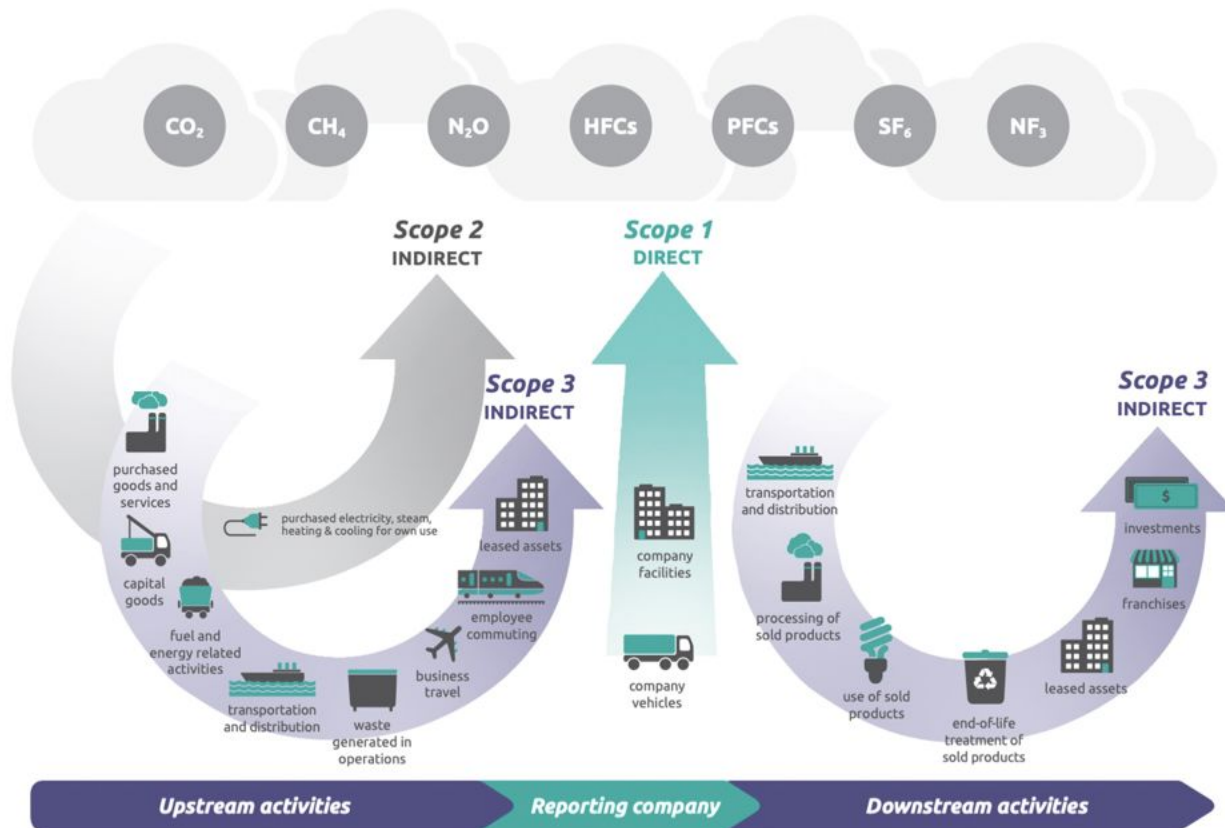 CO₂
CH₄
N₂O
HFCs
PFCs
SF₆
NF₃
Scope 2
INDIRECT
Scope 1
DIRECT
Scope 3
INDIRECT
Scope 3
INDIRECT
purchased
goods and
services
capital
goods
fuel and
energy related
activities
transportation
and distribution
waste
generated in
operations
business
travel
employee
commuting
leased assets
purchased electricity, steam,
heating & cooling for own use
company
facilities
company
vehicles
transportation
and distribution
processing of
sold products
use of sold
products
end-of-life
treatment of
sold products
leased assets
franchises
$
investments
Upstream activities
Reporting company
Downstream activities